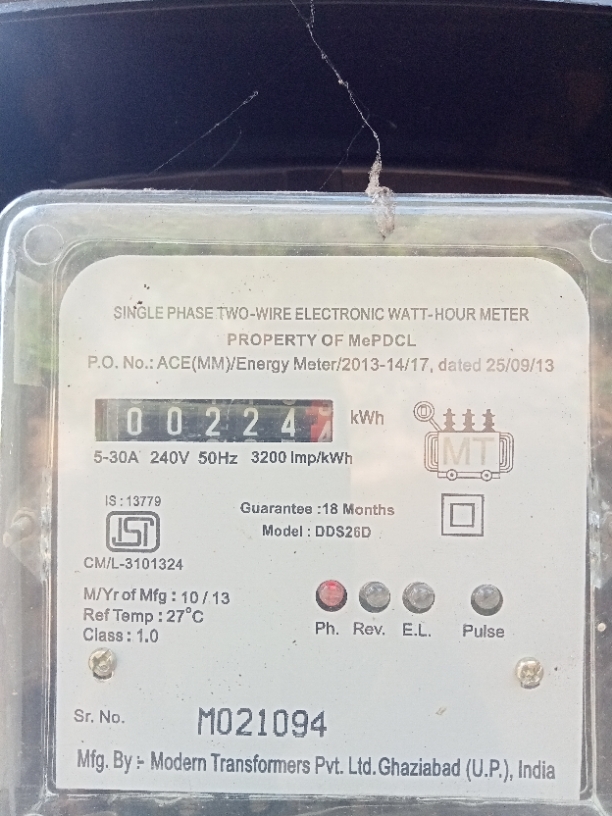 SINGLE PHASE TWO-WIRE ELECTRONIC WATT-HOUR METER
PROPERTY OF MePDCL
P.O. No.: ACE(MM)/Energy Meter/2013-14/17, dated 25/09/13
00224 kWh
5-30A 240V 50Hz 3200 Imp/kWh
MT
IS : 13779
Guarantee :18 Months
Model : DDS26D
CM/L-3101324
M/Yr of Mfg : 10 / 13
Ref Temp : 27°C
Class : 1.0
Ph. Rev. E.L. Pulse
Sr. No. M021094
Mfg. By :- Modern Transformers Pvt. Ltd.Ghaziabad (U.P.), India